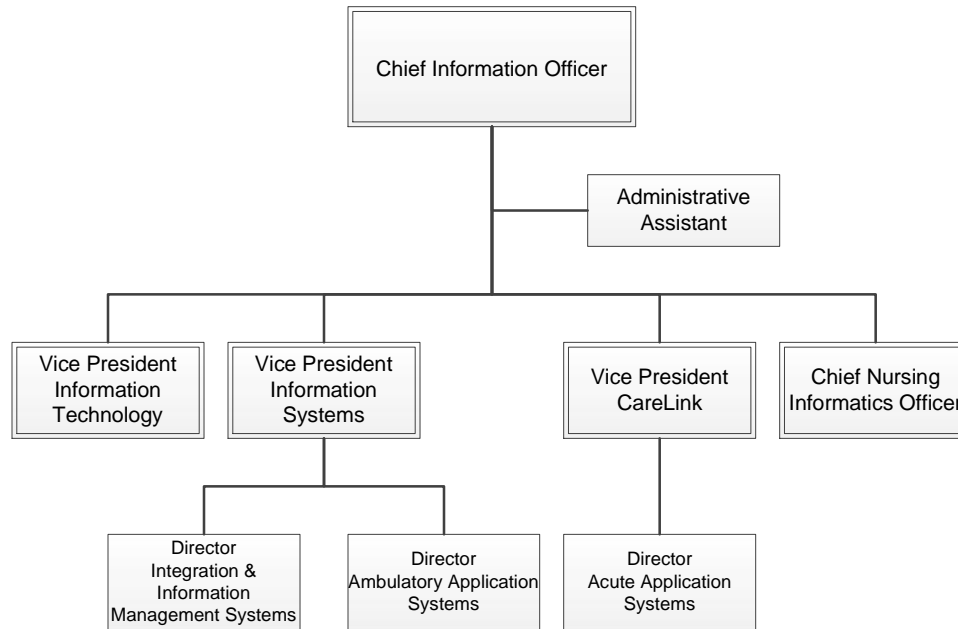 Chief Information Officer
Administrative
Assistant
Vice President
Information
Technology
Vice President
Information
Systems
Vice President
CareLink
Chief Nursing
Informatics Officer
Director
Integration &
Information
Management Systems
Director
Ambulatory Application
Systems
Director
Acute Application
Systems